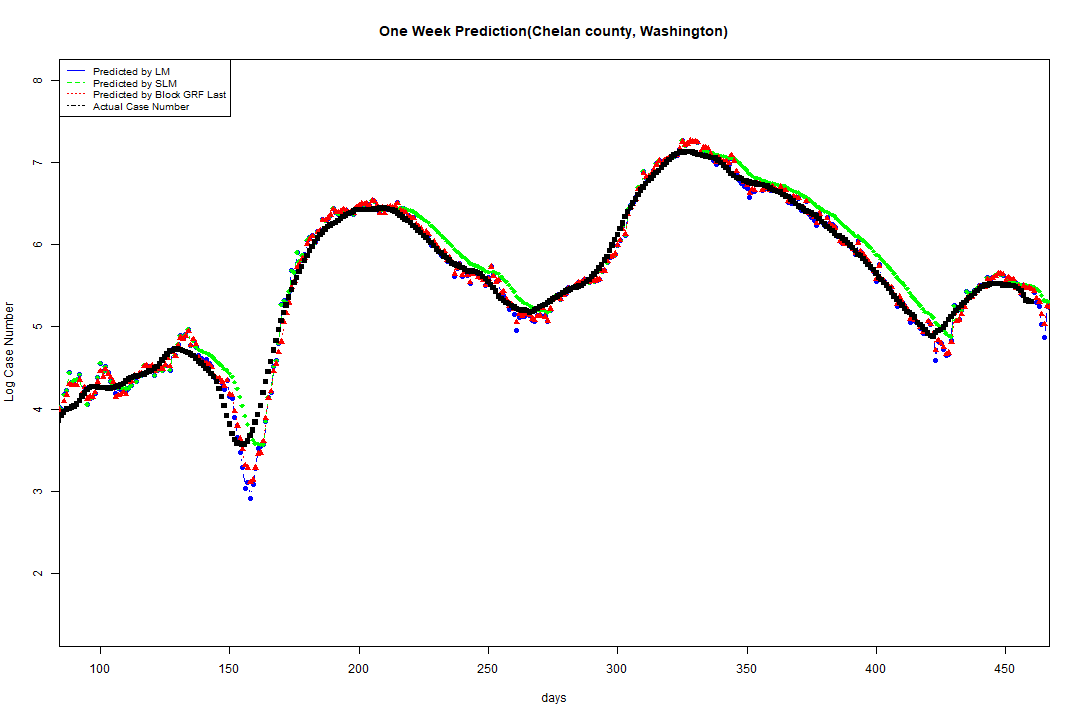 One Week Prediction(Chelan county, Washington)
Predicted by LM
Predicted by SLM
Predicted by Block GRF Last
Actual Case Number
Log Case Number
8
7
6
5
4
3
2
100 150 200 250 300 350 400 450
days